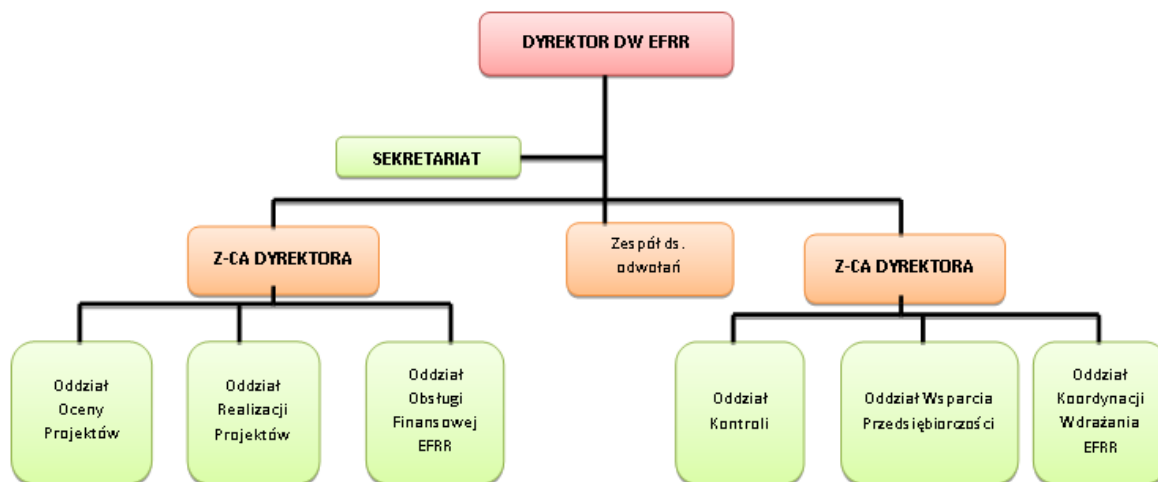 DYREKTOR DW EFRR
SEKRETARIAT
Z-CA DYREKTORA
Zespół ds.
odwołań
Z-CA DYREKTORA
Oddział
Oceny
Projektów
Oddział
Realizacji
Projektów
Oddział
Obsługi
Finansowej
EFRR
Oddział
Kontroli
Oddział Wsparcia
Przedsiębiorczości
Oddział
Koordynacji
Wdrażania
EFRR